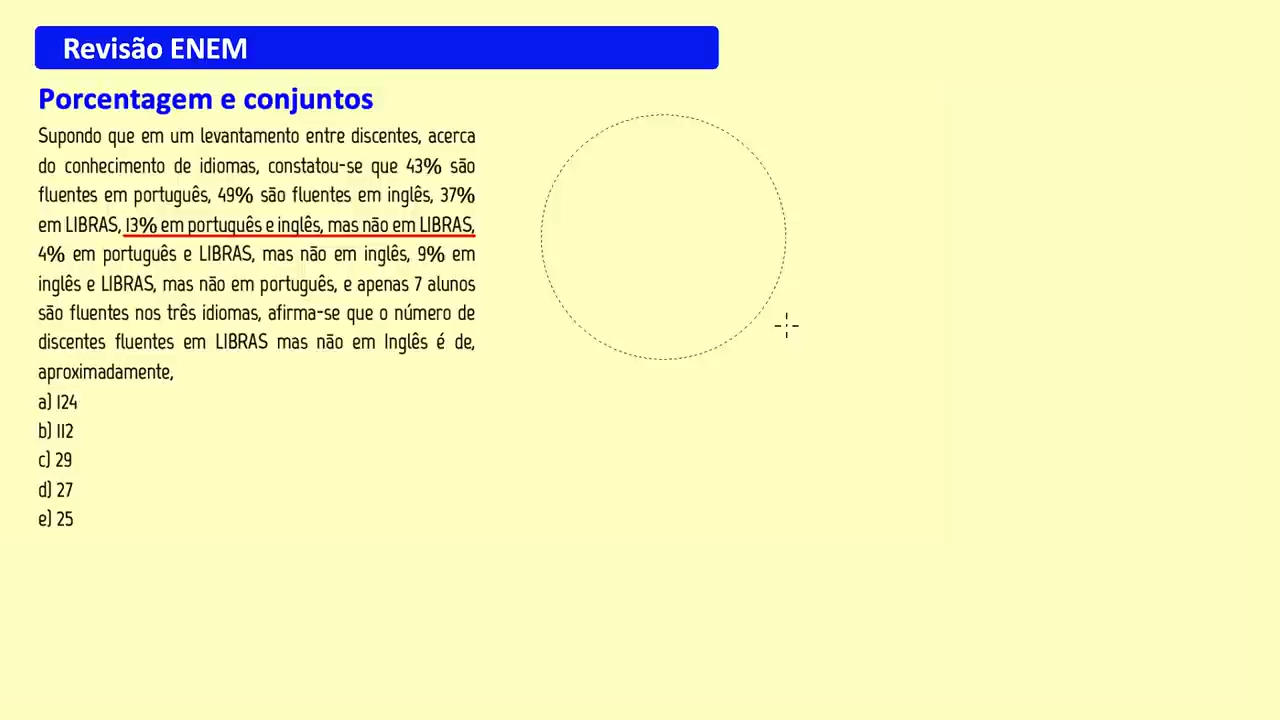 Revisão ENEM
Porcentagem e conjuntos
Supondo que em um levantamento entre discentes, acerca
do conhecimento de idiomas, constatou-se que 43% são
fluentes em português, 49% são fluentes em inglês, 37%
em LIBRAS, 13% em português e inglês, mas não em LIBRAS,
4% em português e LIBRAS, mas não em inglês, 9% em
inglês e LIBRAS, mas não em português, e apenas 7 alunos
são fluentes nos três idiomas, afirma-se que o número de
discentes fluentes em LIBRAS mas não em Inglês é de,
aproximadamente,
a) 124
b) 112
c) 29
d) 27
e) 25